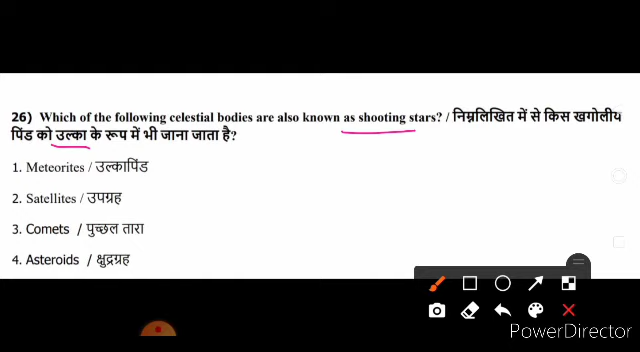 26) Which of the following celestial bodies are also known as shooting stars? / निम्नलिखित में से किस खगोलीय
पिंड को उल्का के रूप में भी जाना जाता है?
1. Meteorites / उल्कापिंड
2. Satellites / उपग्रह
3. Comets / पुच्छल तारा
4. Asteroids / क्षुद्रग्रह
PowerDirector